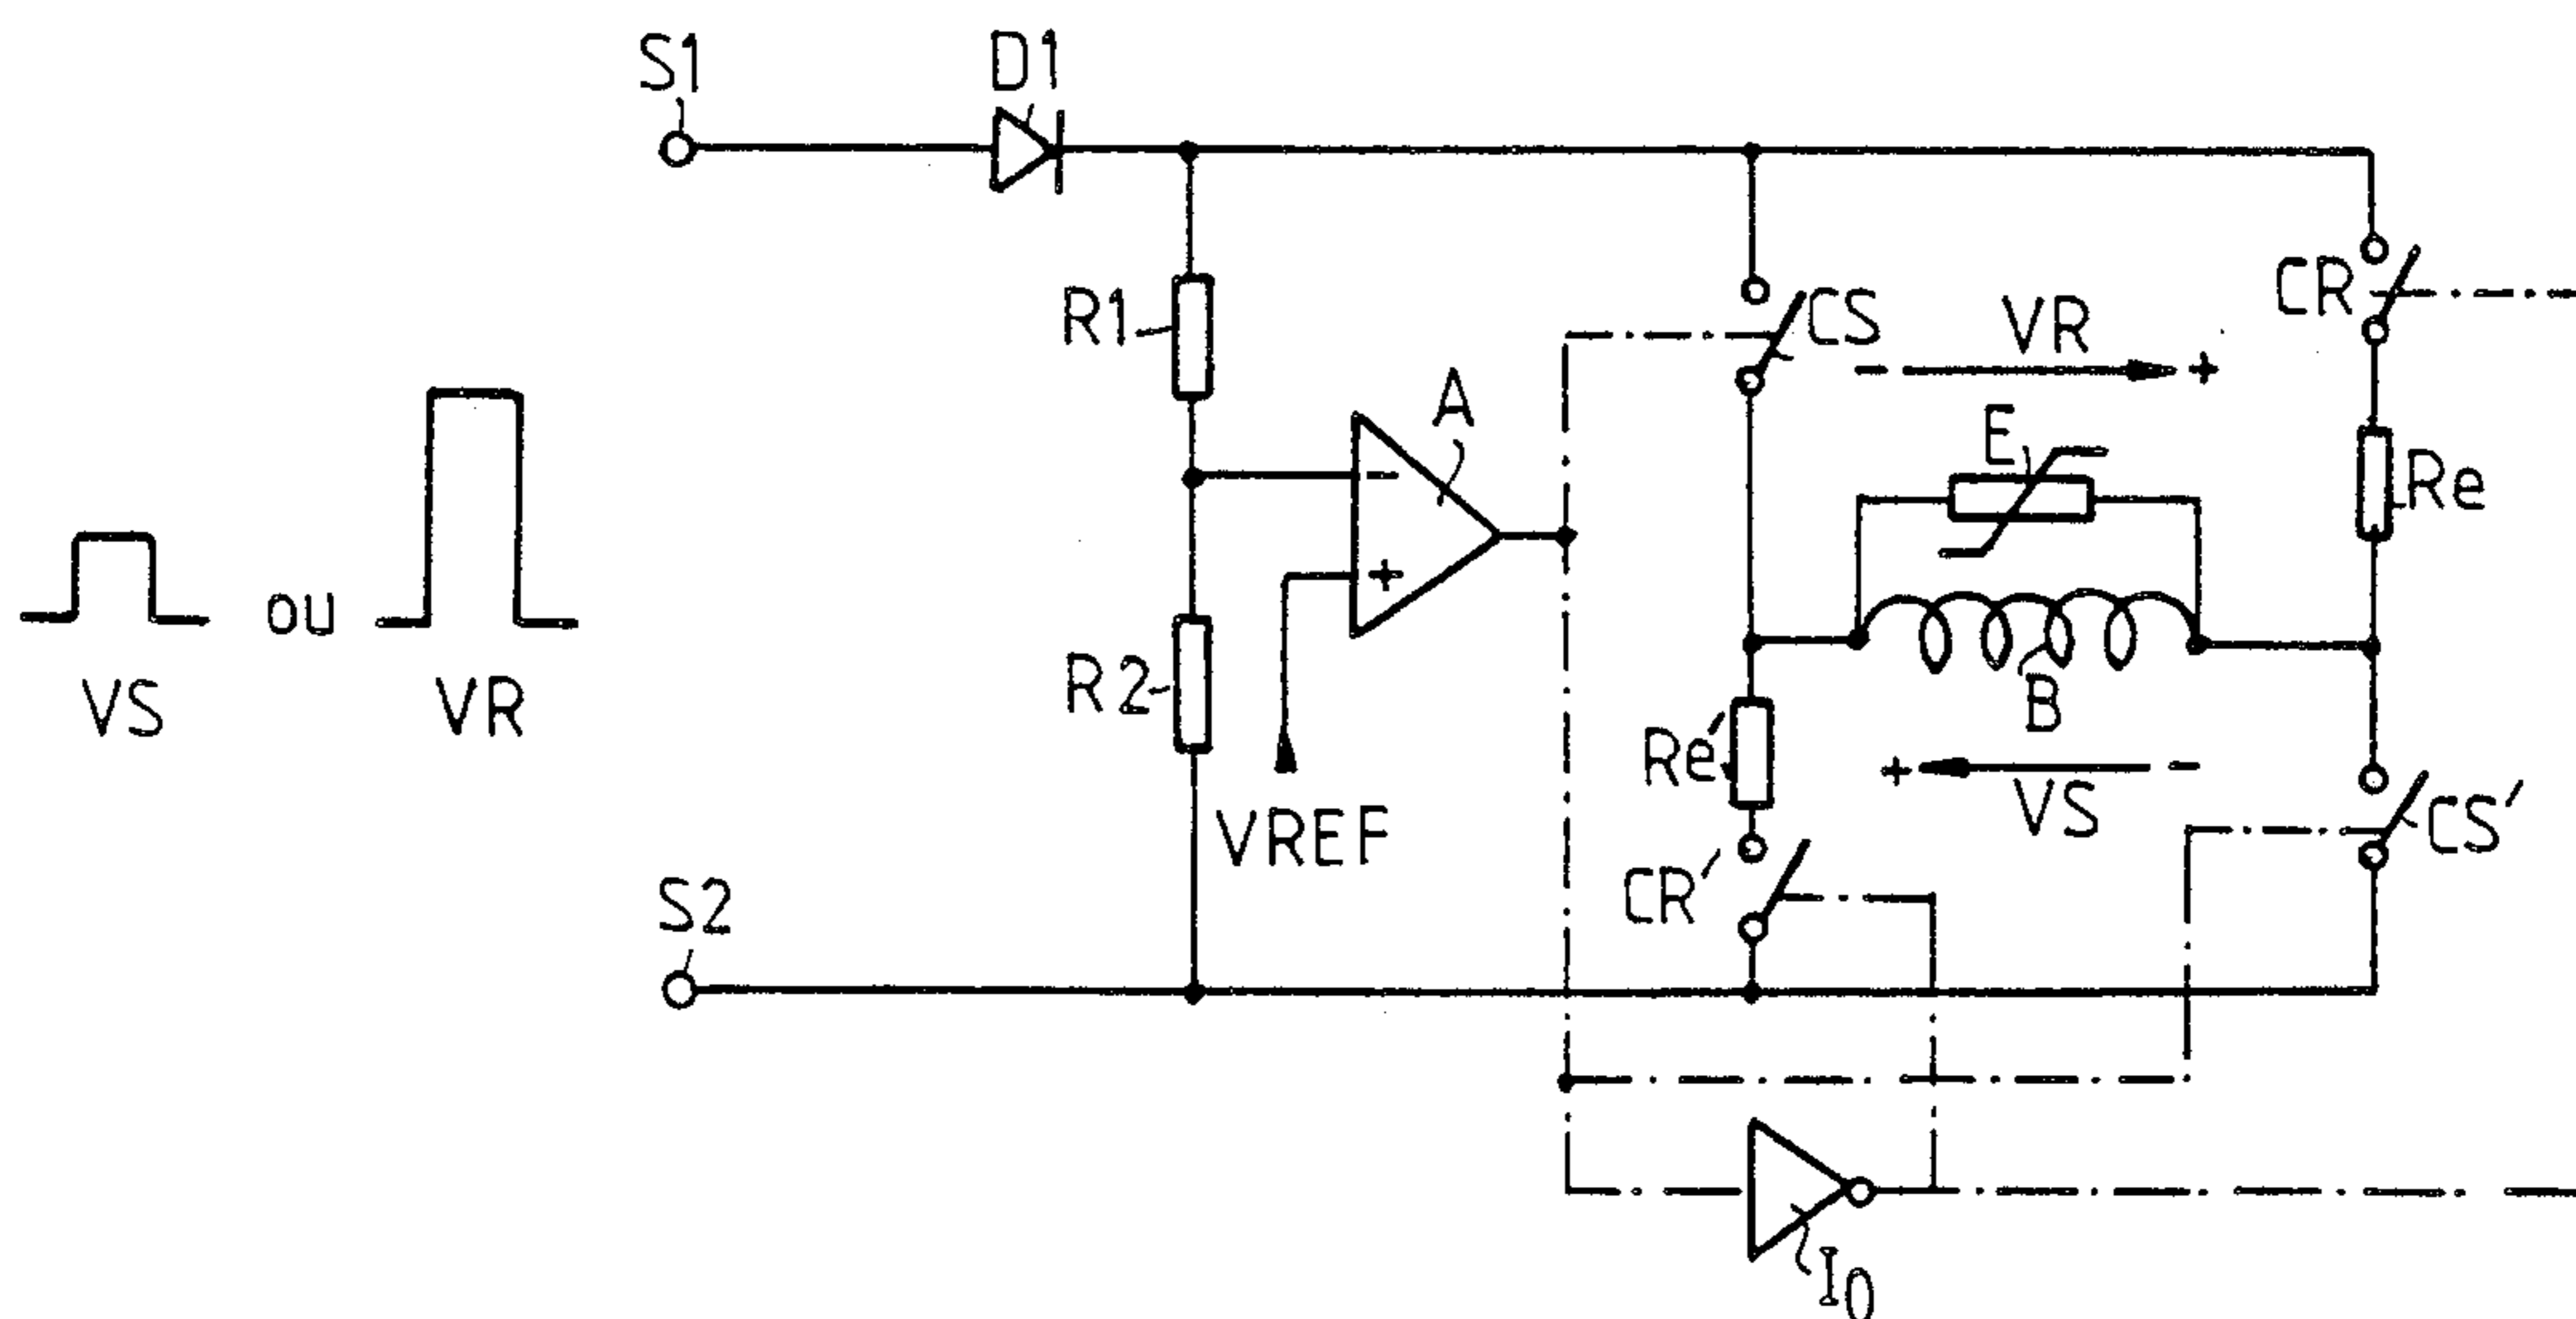 S1
D1
R1
A
CS
VR
- +
CR
E
Re
-
+
VS
ou
VR
R2
VREF
Re'
B
+ -
VS
CS'
CR'
S2
I0